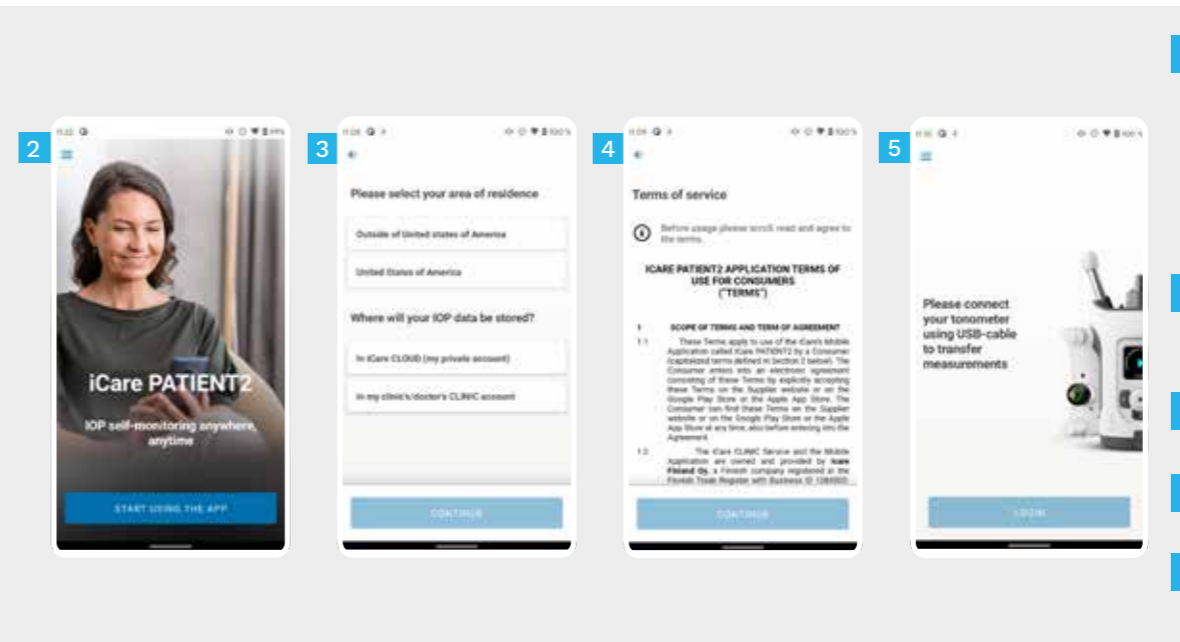 2
11:22
99%
iCare PATIENT2
IOP self-monitoring anywhere,
anytime
START USING THE APP
3
100%
Please select your area of residence
Outside of United states of America
United States of America
Where will your IOP data be stored?
In iCare CLOUD (my private account)
In my clinic's/doctor's CLINIC account
CONTINUE
4
100%
Terms of service
Before usage please scroll, read and agree to
the terms.
ICARE PATIENT2 APPLICATION TERMS OF
USE FOR CONSUMERS
("TERMS")
1 SCOPE OF TERMS AND TERM OF AGREEMENT
1.1 These Terms apply to use of the iCare's Mobile
Application called iCare PATIENT2 by a Consumer
(capitalized terms defined in Section 2 below). The
Consumer enters into an electronic agreement
consisting of these Terms by explicitly accepting
these Terms on the Supplier website or on the
Google Play Store or the Apple App Store. The
Consumer can find these Terms on the Supplier
website or on the Google Play Store or the Apple
App Store at any time, also before entering into the
Agreement.
1.2 The iCare CLINIC Service and the Mobile
Application are owned and provided by Icare
Finland Oy, a Finnish company registered in the
Finnish Trade Register with Business ID
CONTINUE
5
100%
Please connect
your tonometer
using USB-cable
to transfer
measurements
LOGIN